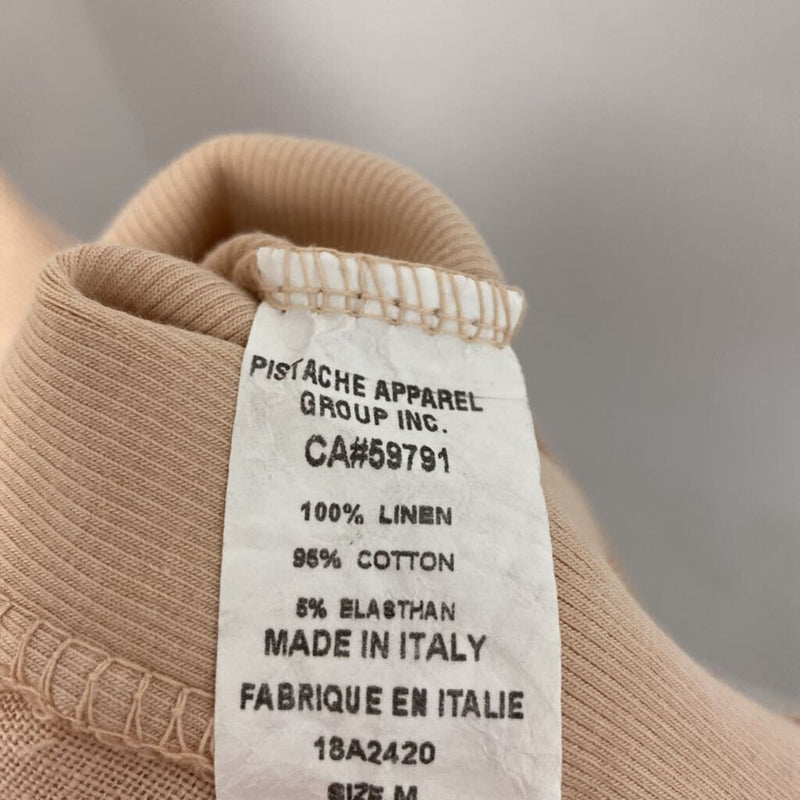 PISTACHE APPAREL
GROUP INC.
CA#59791
100% LINEN
95% COTTON
5% ELASTHAN
MADE IN ITALY
FABRIQUE EN ITALIE
18A2420
SIZE M